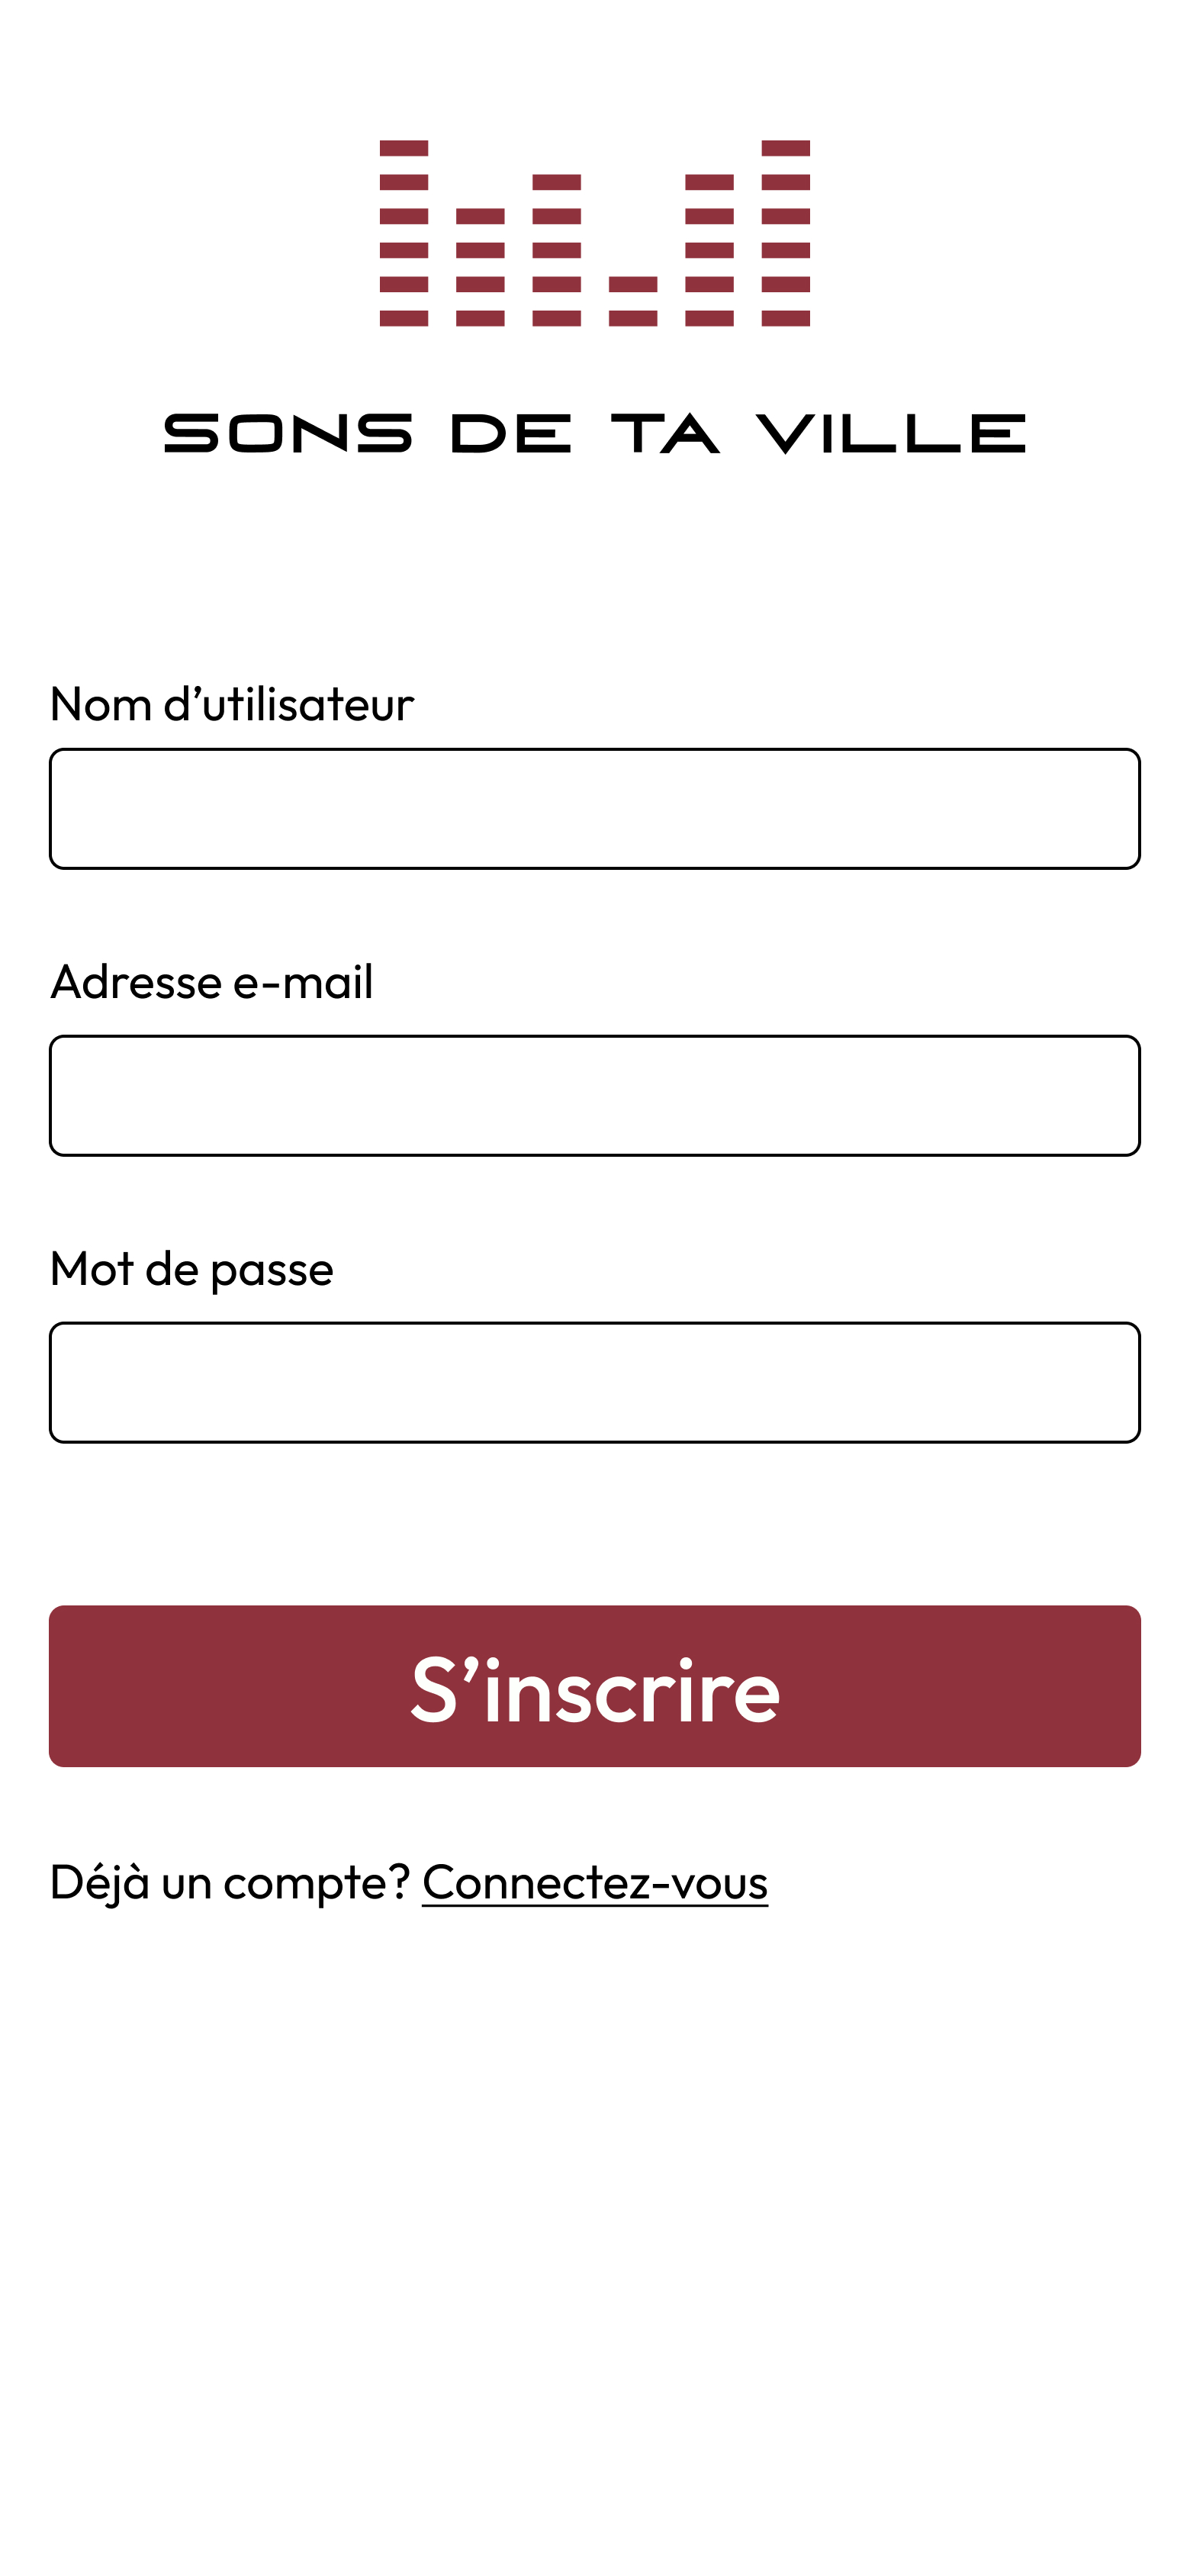 SONS DE TA VILLE
Nom d’utilisateur
Adresse e-mail
Mot de passe
S’inscrire
Déjà un compte? Connectez-vous